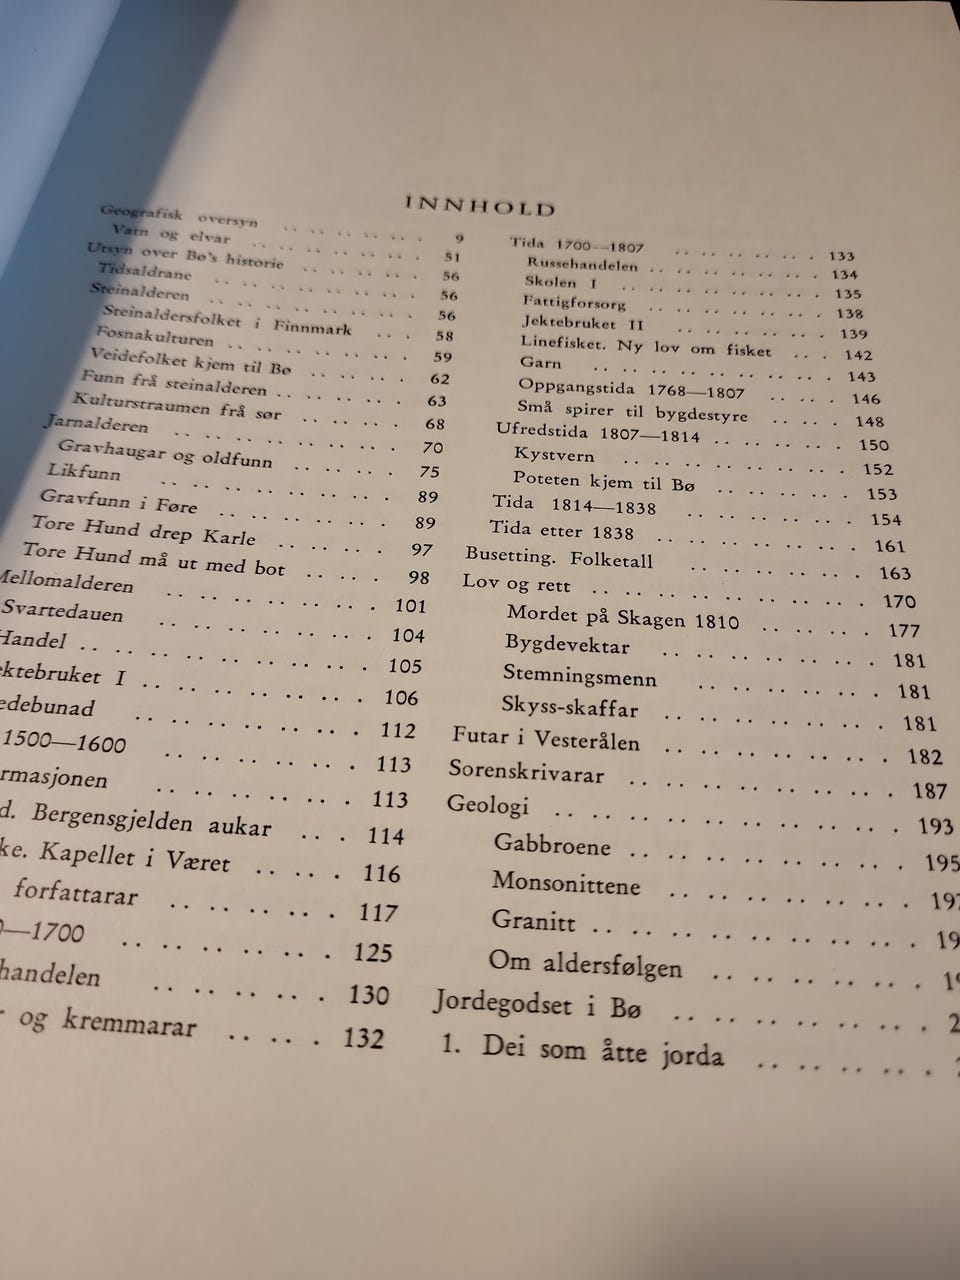 INNHOLD
Geografisk oversyn . . . . . . . . 9
Vatn og elvar . . . . . . . . . . 51
Utsyn over Bø's historie . . . . . . . 56
Tidsaldrane . . . . . . . . . . . 56
Steinalderen . . . . . . . . . . . 56
Steinaldersfolket i Finnmark . . . 58
Fosnakulturen . . . . . . . . . . 59
Veidefolket kjem til Bø . . . . . . 62
Funn frå steinalderen . . . . . . . 63
Kulturstraumen frå sør . . . . . . 68
Jarnalderen . . . . . . . . . . . 70
Gravhaugar og oldfunn . . . . . . 75
Likfunn . . . . . . . . . . . . 89
Gravfunn i Føre . . . . . . . . . 89
Tore Hund drep Karle . . . . . . 97
Tore Hund må ut med bot . . . . . 98
Mellomalderen . . . . . . . . . . 101
Svartedauen . . . . . . . . . . 104
Handel . . . . . . . . . . . . . 105
ektebruket I . . . . . . . . . . . 106
edebunad . . . . . . . . . . . 112
1500—1600 . . . . . . . . . . 113
rmasjonen . . . . . . . . . . 113
d. Bergensgjelden aukar . . . 114
ke. Kapellet i Været . . . . . 116
forfattarar . . . . . . . . 117
—1700 . . . . . . . . . . 125
handelen . . . . . . . . 130
og kremmarar . . . . . 132
Tida 1700—1807 . . . . . . . . 133
Russehandelen . . . . . . . . . . 134
Skolen I . . . . . . . . . . . 135
Fattigforsorg . . . . . . . . . . 138
Jektebruket II . . . . . . . . . 139
Linefisket. Ny lov om fisket . . . 142
Garn . . . . . . . . . . . . . 143
Oppgangstida 1768—1807 . . . . . 146
Små spirer til bygdestyre . . . . 148
Ufredstida 1807—1814 . . . . . . . 150
Kystvern . . . . . . . . . . . 152
Poteten kjem til Bø . . . . . . . 153
Tida 1814—1838 . . . . . . . . . 154
Tida etter 1838 . . . . . . . . . . 161
Busetting. Folketall . . . . . . . . 163
Lov og rett . . . . . . . . . . . . 170
Mordet på Skagen 1810 . . . . . . 177
Bygdevektar . . . . . . . . . . 181
Stemningsmenn . . . . . . . . . 181
Skyss-skaffar . . . . . . . . . . 181
Futar i Vesterålen . . . . . . . . . 182
Sorenskrivarar . . . . . . . . . . . 187
Geologi . . . . . . . . . . . . . . 193
Gabbroene . . . . . . . . . . . 195
Monsonittene . . . . . . . . . 19
Granitt . . . . . . . . . . . . . 19
Om aldersfølgen . . . . . . . . . 1
Jordegodset i Bø . . . . . . . . . . 2
1. Dei som åtte jorda . . . . . . . .